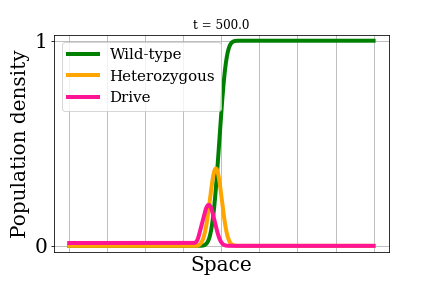 t = 500.0
1
Wild-type
Heterozygous
Drive
Population density
0
Space